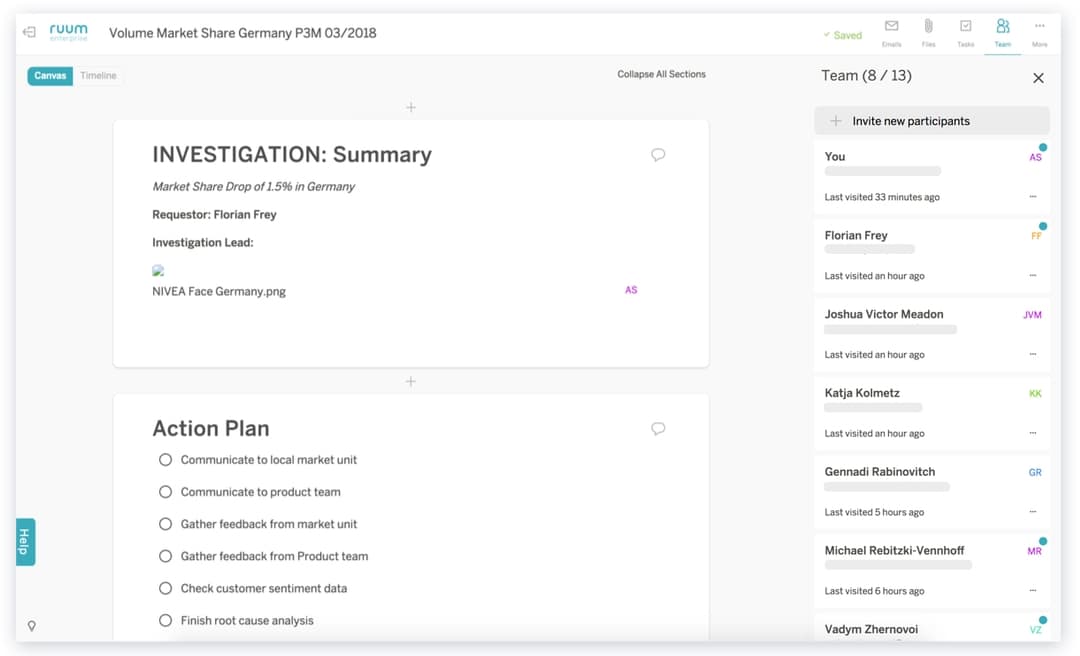 ruum
enterprise
Volume Market Share Germany P3M 03/2018
Saved
Emails
Files
Tasks
Team
More
Canvas
Timeline
Collapse All Sections
INVESTIGATION: Summary
Market Share Drop of 1.5% in Germany
Requestor: Florian Frey
Investigation Lead:
NIVEA Face Germany.png
AS
Action Plan
Communicate to local market unit
Communicate to product team
Gather feedback from market unit
Gather feedback from Product team
Check customer sentiment data
Finish root cause analysis
Help
Team (8 / 13)
Invite new participants
You
AS
Last visited 33 minutes ago
Florian Frey
FF
Last visited an hour ago
Joshua Victor Meadon
JVM
Last visited an hour ago
Katja Kolmetz
KK
Last visited an hour ago
Gennadi Rabinovitch
GR
Last visited 5 hours ago
Michael Rebitzki-Vennhoff
MR
Last visited 6 hours ago
Vadym Zhernovoi
VZ